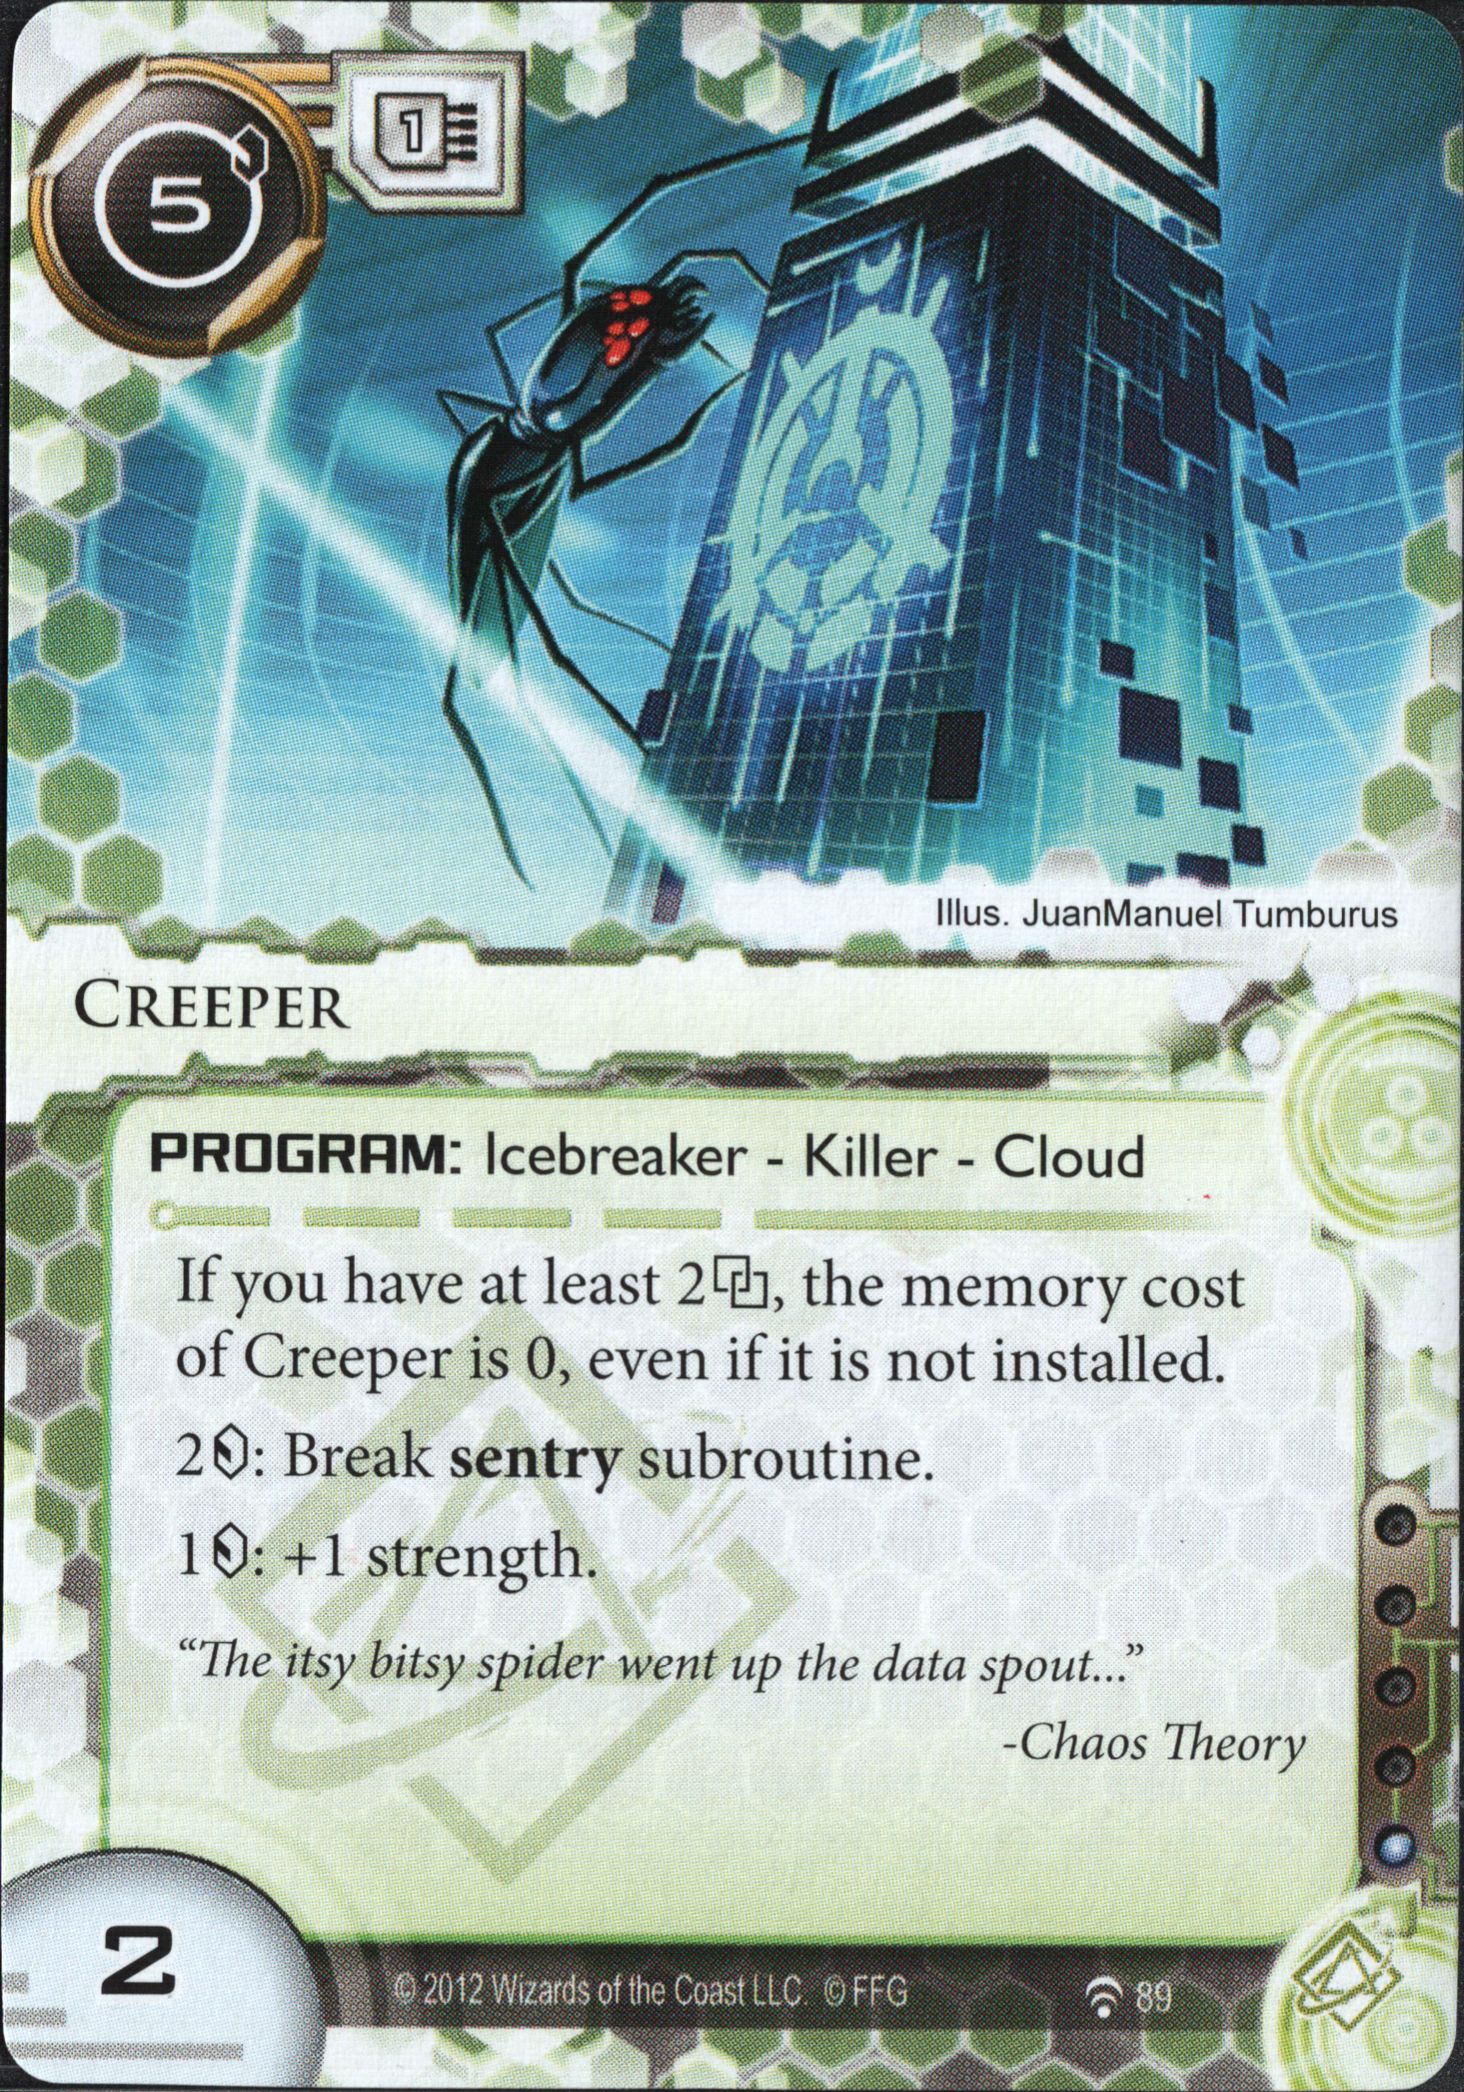 5
1
Illus. JuanManuel Tumburus
CREEPER
PROGRAM: Icebreaker - Killer - Cloud
If you have at least 2, the memory cost
of Creeper is 0, even if it is not installed.
2: Break sentry subroutine.
1: +1 strength.
“The itsy bitsy spider went up the data spout...”
-Chaos Theory
2
© 2012 Wizards of the Coast LLC. © FFG
89